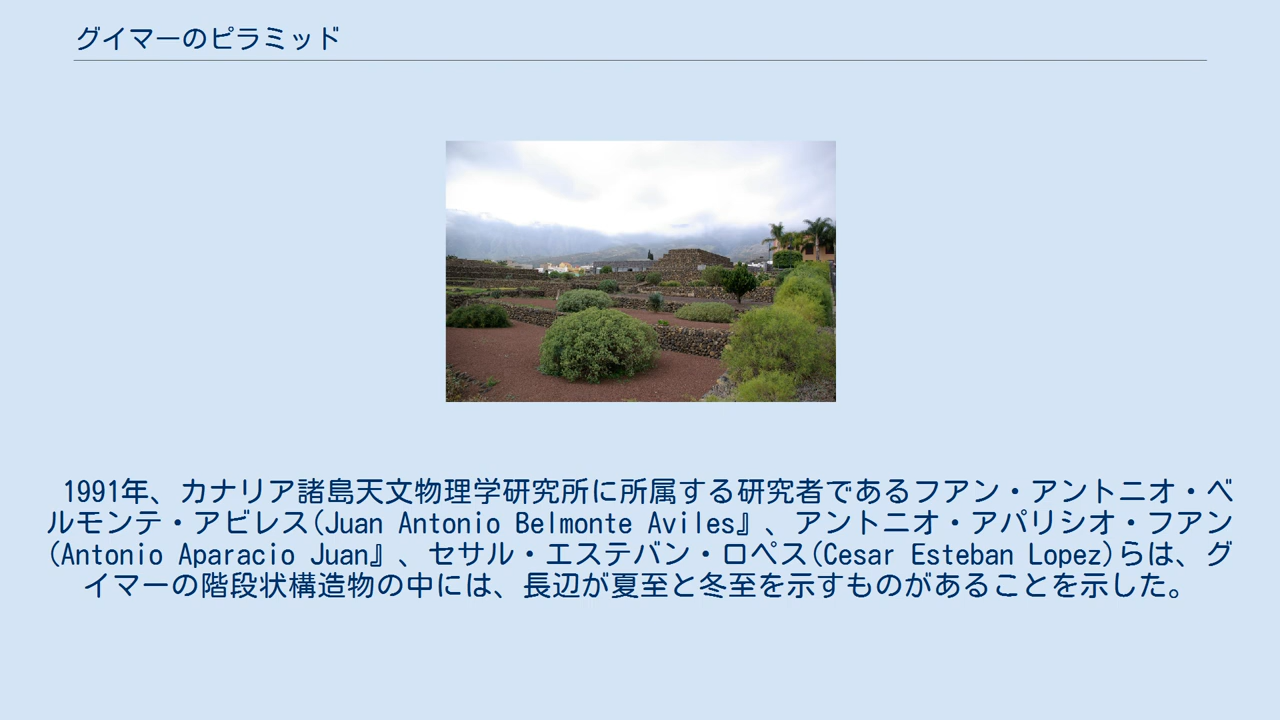 グイマーのピラミッド
1991年、カナリア諸島天文物理学研究所に所属する研究者であるフアン・アントニオ・ベ
ルモンテ・アビレス(Juan Antonio Belmonte Aviles』、アントニオ・アパリシオ・フアン
(Antonio Aparacio Juan』、セサル・エステバン・ロペス(Cesar Esteban Lopez)らは、グ
イマーの階段状構造物の中には、長辺が夏至と冬至を示すものがあることを示した。